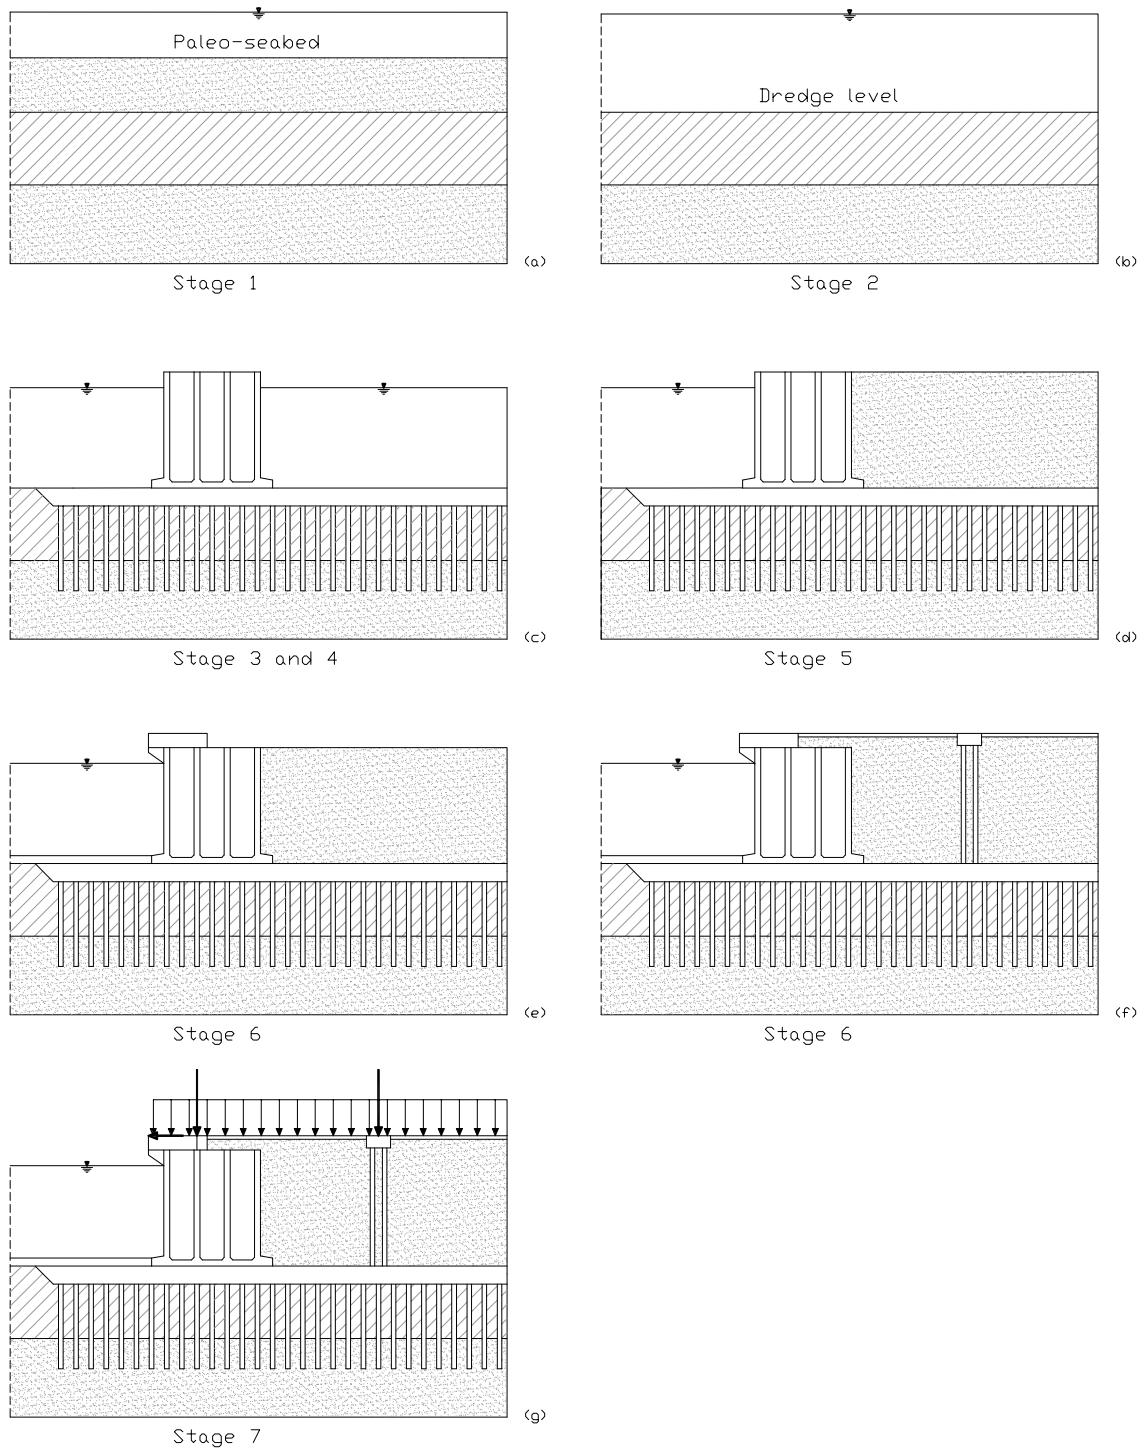 Paleo-seabed
Dredge level
(a)
(b)
Stage 1
Stage 2
(c)
(d)
Stage 3 and 4
Stage 5
(e)
(f)
Stage 6
Stage 6
(g)
Stage 7